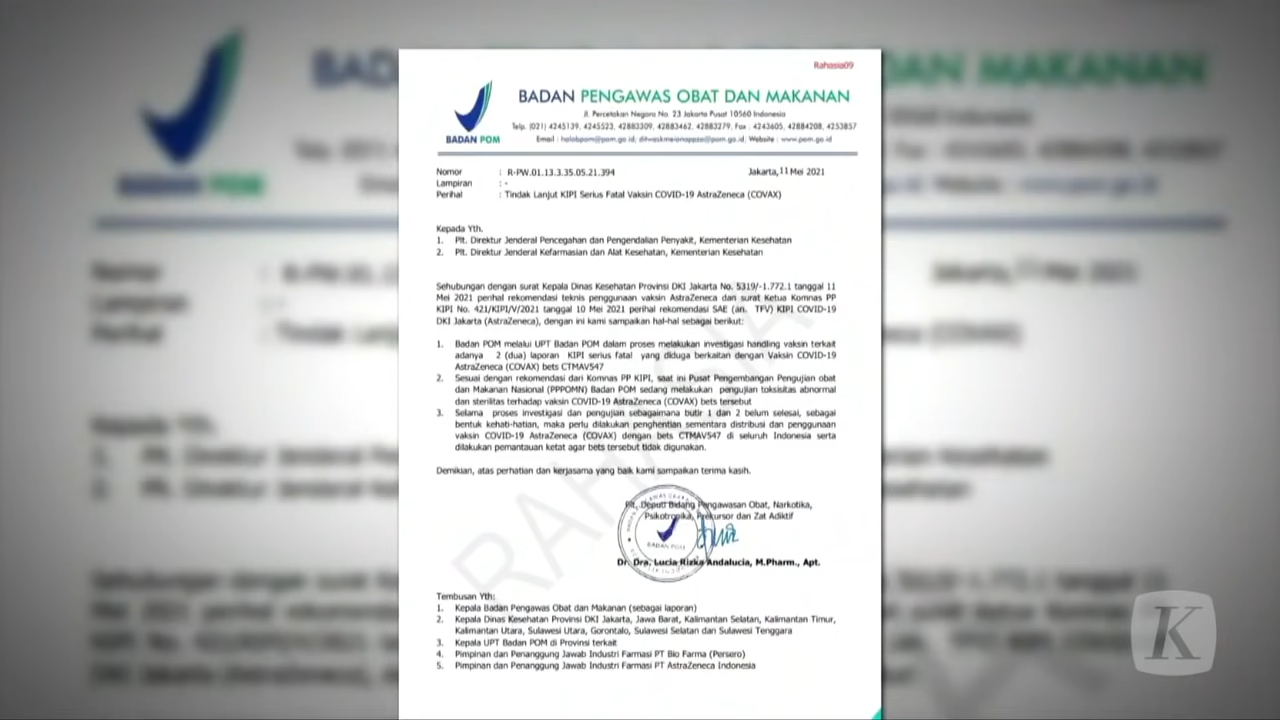 Rahasia09
BADAN PENGAWAS OBAT DAN MAKANAN
Jl. Percetakan Negara No. 23 Jakarta Pusat 10560 Indonesia
Telp. (021) 4245139, 4245523, 42883309, 42883462, 42883279, Fax : 4243605, 42884208, 4253857
Email : halobpom@pom.go.id, Website : www.pom.go.id
BADAN POM
Nomor : R-PW.01.13.3.35.05.21.394 Jakarta, 11 Mei 2021
Lampiran : -
Perihal : Tindak Lanjut KIPI Serius Fatal Vaksin COVID-19 AstraZeneca (COVAX)
Kepada Yth.
1. Plt. Direktur Jenderal Pencegahan dan Pengendalian Penyakit, Kementerian Kesehatan
2. Plt. Direktur Jenderal Kefarmasian dan Alat Kesehatan, Kementerian Kesehatan
Sehubungan dengan surat Kepala Dinas Kesehatan Provinsi DKI Jakarta No. 5319/-1.772.1 tanggal 11
Mei 2021 perihal rekomendasi teknis penggunaan vaksin AstraZeneca dan surat Ketua Komnas PP
KIPI No. 421/KIPI/V/2021 tanggal 10 Mei 2021 perihal rekomendasi SAE (an. TFV) KIPI COVID-19
DKI Jakarta (AstraZeneca), dengan ini kami sampaikan hal-hal sebagai berikut:
1. Badan POM melalui UPT Badan POM dalam proses melakukan investigasi handling vaksin terkait
adanya 2 (dua) laporan KIPI serius fatal yang diduga berkaitan dengan Vaksin COVID-19
AstraZeneca (COVAX) bets CTMAV547
2. Sesuai dengan rekomendasi dari Komnas PP KIPI, saat ini Pusat Pengembangan Pengujian obat
dan Makanan Nasional (PPPOMN) Badan POM sedang melakukan pengujian toksisitas abnormal
dan sterilitas terhadap vaksin COVID-19 AstraZeneca (COVAX) bets tersebut
3. Selama proses investigasi dan pengujian sebagaimana butir 1 dan 2 belum selesai, sebagai
bentuk kehati-hatian, maka perlu dilakukan penghentian sementara distribusi dan penggunaan
vaksin COVID-19 AstraZeneca (COVAX) dengan bets CTMAV547 di seluruh Indonesia serta
dilakukan pemantauan ketat agar bets tersebut tidak digunakan.
Demikian, atas perhatian dan kerjasama yang baik kami sampaikan terima kasih.
Plt. Deputi Bidang Pengawasan Obat, Narkotika,
Psikotropika, Prekursor dan Zat Adiktif
BADAN POM
Dr. Dra. Lucia Rizka Andalucia, M.Pharm., Apt.
Tembusan Yth:
1. Kepala Badan Pengawas Obat dan Makanan (sebagai laporan)
2. Kepala Dinas Kesehatan Provinsi DKI Jakarta, Jawa Barat, Kalimantan Selatan, Kalimantan Timur,
Kalimantan Utara, Sulawesi Utara, Gorontalo, Sulawesi Selatan dan Sulawesi Tenggara
3. Kepala UPT Badan POM di Provinsi terkait
4. Pimpinan dan Penanggung Jawab Industri Farmasi PT Bio Farma (Persero)
5. Pimpinan dan Penanggung Jawab Industri Farmasi PT AstraZeneca Indonesia
RAHASIA
K